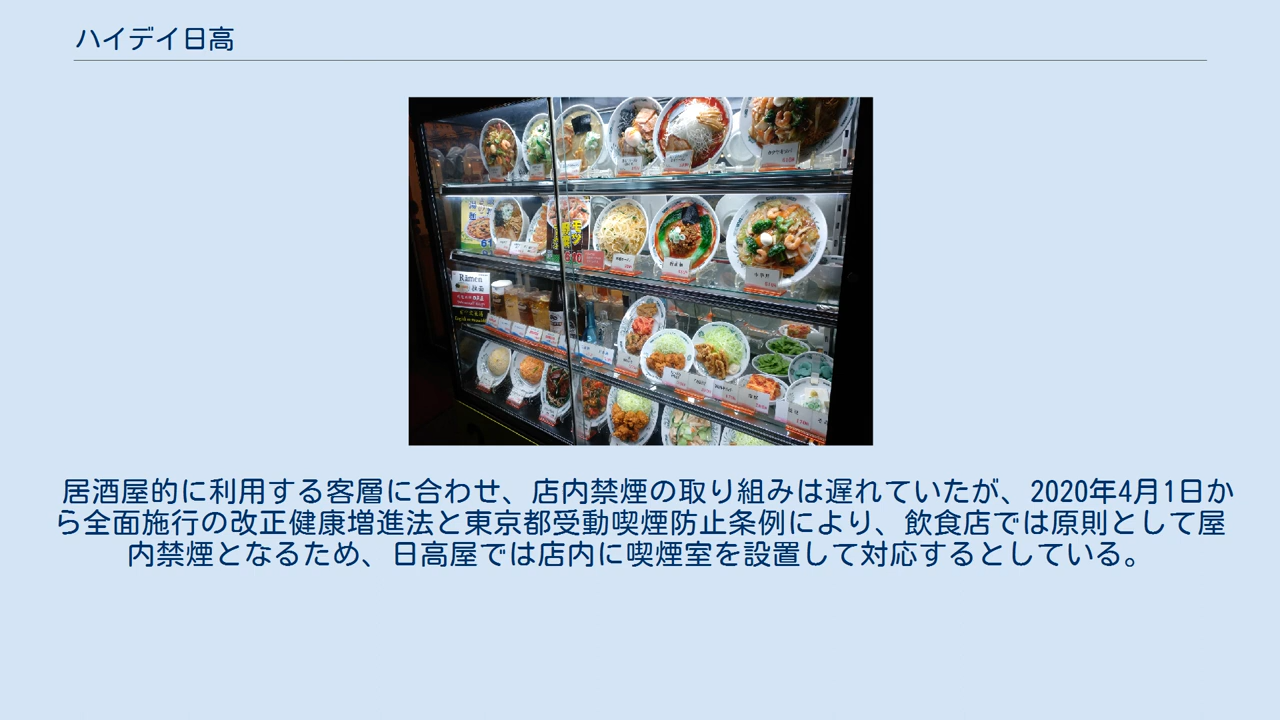 ハイデイ日高
Rāmen
居酒屋的に利用する客層に合わせ、店内禁煙の取り組みは遅れていたが、2020年4月1日か
ら全面施行の改正健康増進法と東京都受動喫煙防止条例により、飲食店では原則として屋
内禁煙となるため、日高屋では店内に喫煙室を設置して対応するとしている。